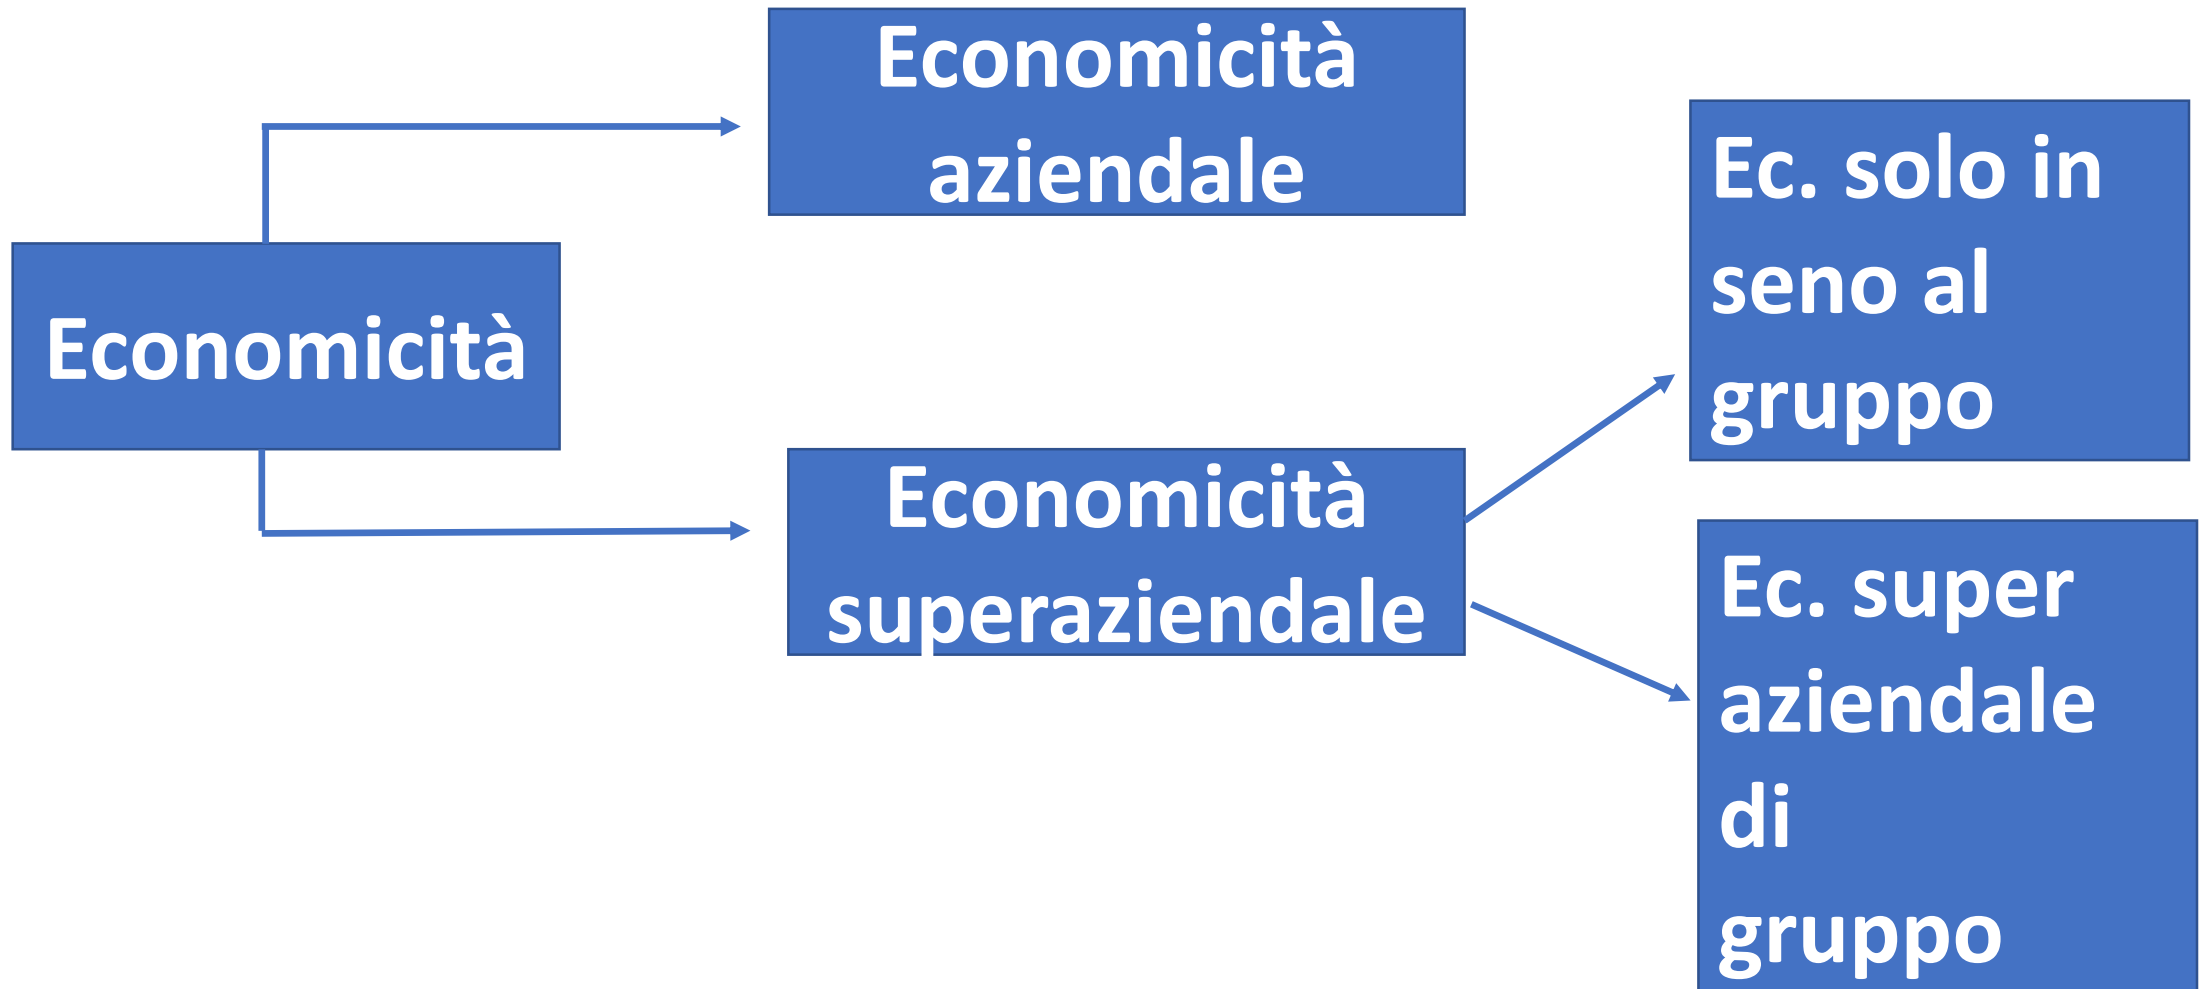 Economicità
Economicità
aziendale
Economicità
superaziendale
Ec. solo in
seno al
gruppo
Ec. super
aziendale
di
gruppo